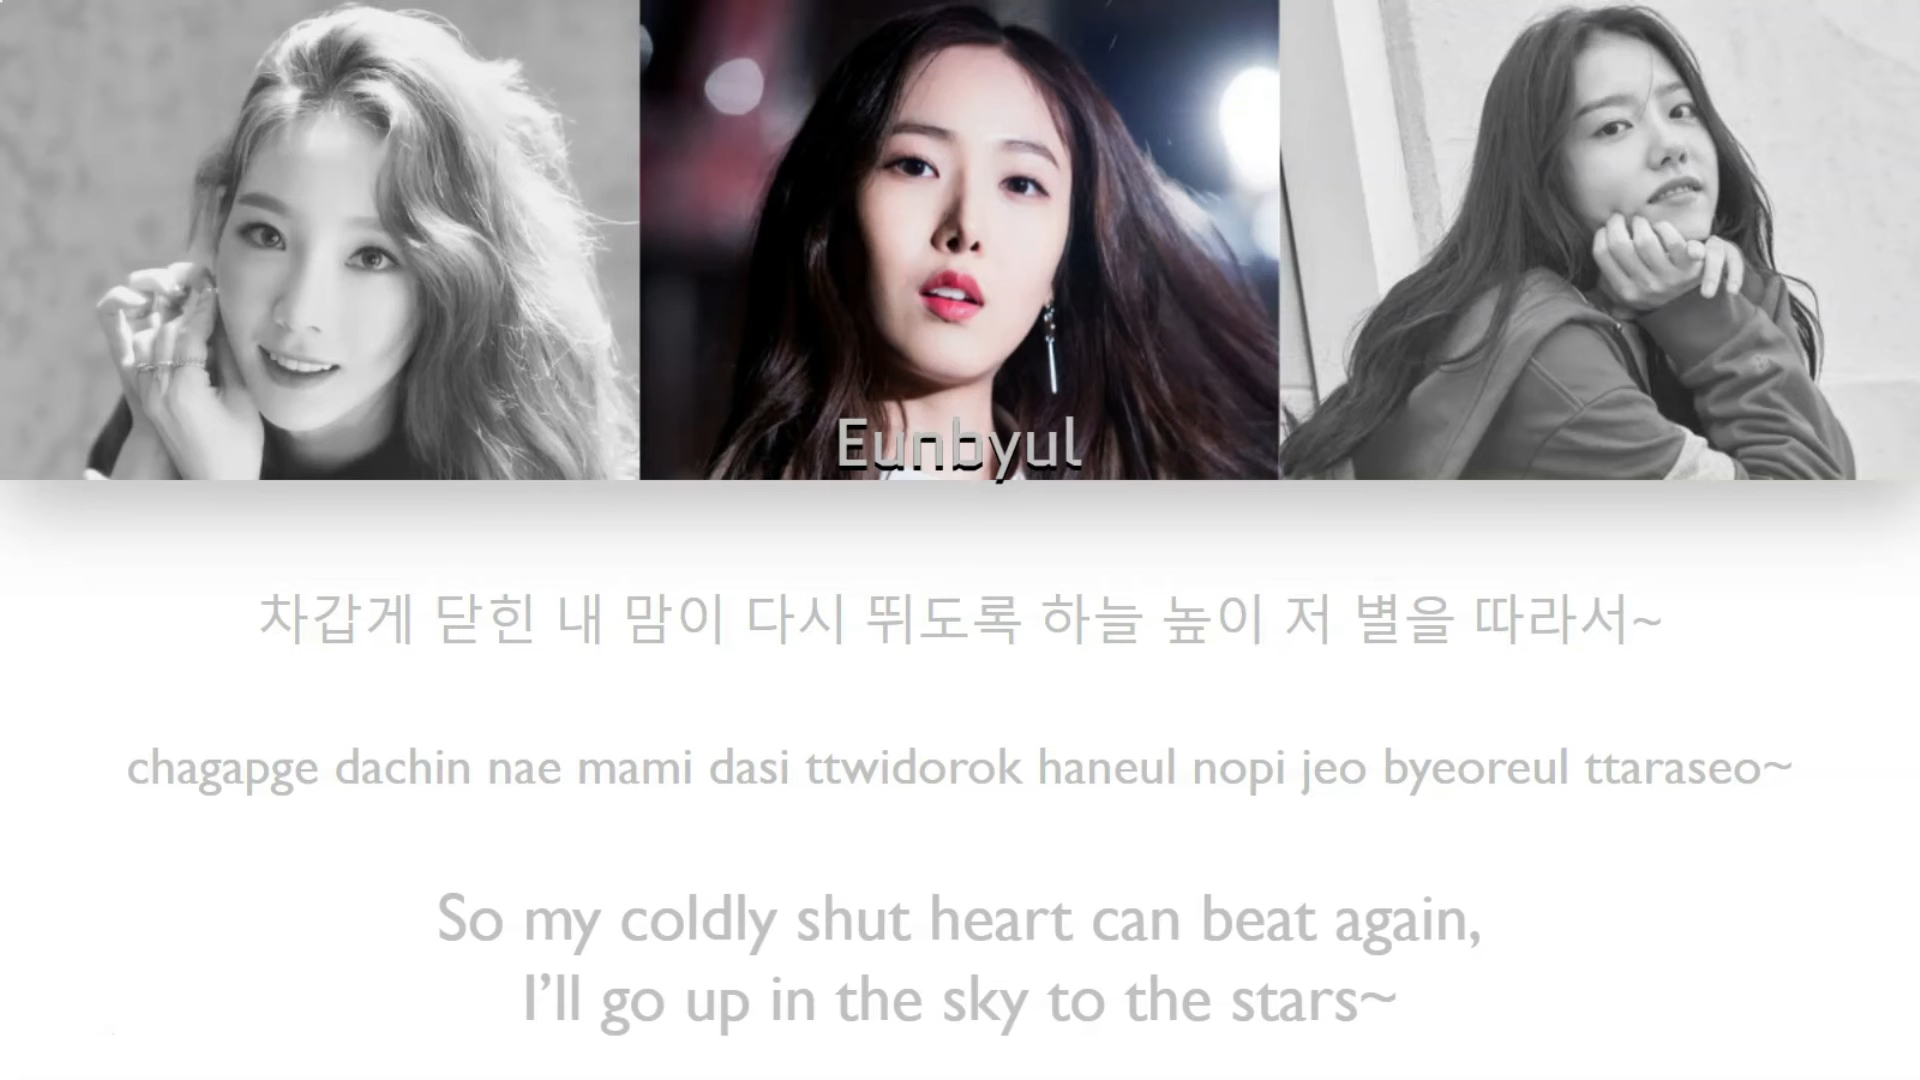 Eunbyul
차갑게 닫힌 내 맘이 다시 뛰도록 하늘 높이 저 별을 따라서~
chagapge dachin nae mami dasi ttwidorok haneul nopi jeo byeoreul ttaraseo~
So my coldly shut heart can beat again,
I’ll go up in the sky to the stars~